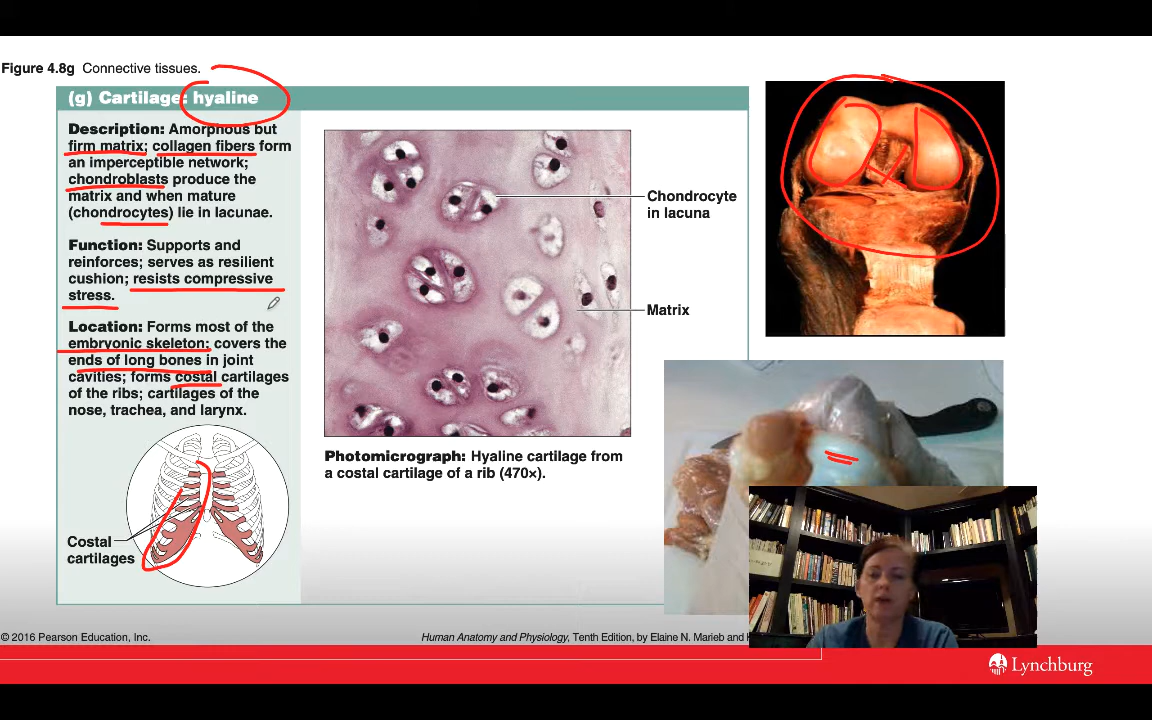 Figure 4.8g Connective tissues.
(g) Cartilage: hyaline
Description: Amorphous but
firm matrix; collagen fibers form
an imperceptible network;
chondroblasts produce the
matrix and when mature
(chondrocytes) lie in lacunae.
Function: Supports and
reinforces; serves as resilient
cushion; resists compressive
stress.
Location: Forms most of the
embryonic skeleton; covers the
ends of long bones in joint
cavities; forms costal cartilages
of the ribs; cartilages of the
nose, trachea, and larynx.
Costal
cartilages
Chondrocyte
in lacuna
Matrix
Photomicrograph: Hyaline cartilage from
a costal cartilage of a rib (470×).
© 2016 Pearson Education, Inc.
Human Anatomy and Physiology, Tenth Edition, by Elaine N. Marieb and
Lynchburg